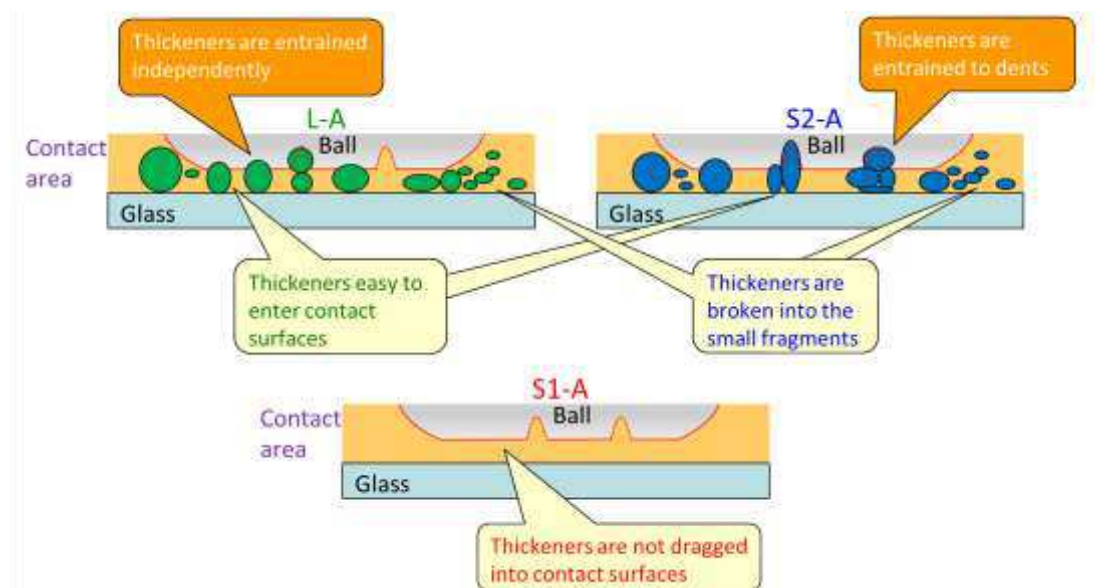 Thickeners are entrained
independently
Thickeners are
entrained to dents
L-A
S2-A
Contact
area
Ball
Ball
Glass
Glass
Thickeners easy to
enter contact
surfaces
Thickeners are
broken into the
small fragments
S1-A
Contact
area
Ball
Glass
Thickeners are not dragged
into contact surfaces